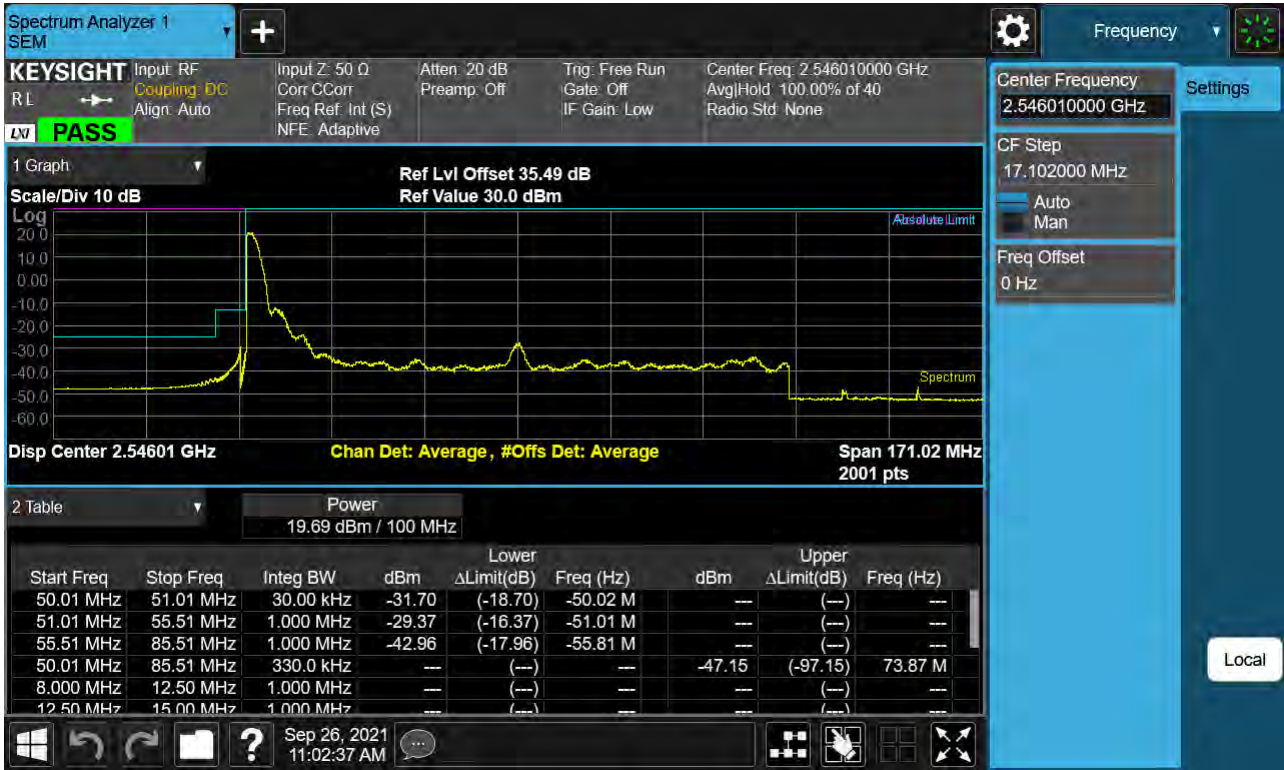 Spectrum Analyzer 1
SEM
Frequency
KEYSIGHT
RL
LXI
PASS
Input: RF
Coupling: DC
Align: Auto
Input Z: 50 Ω
Corr CCorr
Freq Ref: Int (S)
NFE: Adaptive
Atten: 20 dB
Preamp: Off
Trig: Free Run
Gate: Off
IF Gain: Low
Center Freq: 2.546010000 GHz
Avg|Hold: 100.00% of 40
Radio Std: None
Center Frequency
2.546010000 GHz
Settings
CF Step
17.102000 MHz
Auto
Man
Freq Offset
0 Hz
Local
1 Graph
Scale/Div 10 dB
Ref Lvl Offset 35.49 dB
Ref Value 30.0 dBm
Log
20.0
10.0
0.00
-10.0
-20.0
-30.0
-40.0
-50.0
-60.0
Absolute Limit
Spectrum
Disp Center 2.54601 GHz
Chan Det: Average, #Offs Det: Average
Span 171.02 MHz
2001 pts
2 Table
Power
19.69 dBm / 100 MHz
Lower Upper
Start Freq Stop Freq Integ BW dBm ΔLimit(dB) Freq (Hz) dBm ΔLimit(dB) Freq (Hz)
50.01 MHz 51.01 MHz 30.00 kHz -31.70 (-18.70) -50.02 M --- (---) ---
51.01 MHz 55.51 MHz 1.000 MHz -29.37 (-16.37) -51.01 M --- (---) ---
55.51 MHz 85.51 MHz 1.000 MHz -42.96 (-17.96) -55.81 M --- (---) ---
50.01 MHz 85.51 MHz 330.0 kHz --- (---) --- -47.15 (-97.15) 73.87 M
8.000 MHz 12.50 MHz 1.000 MHz --- (---) --- --- (---) ---
12.50 MHz 15.00 MHz 1.000 MHz --- (---) --- --- (---) ---
Sep 26, 2021
11:02:37 AM